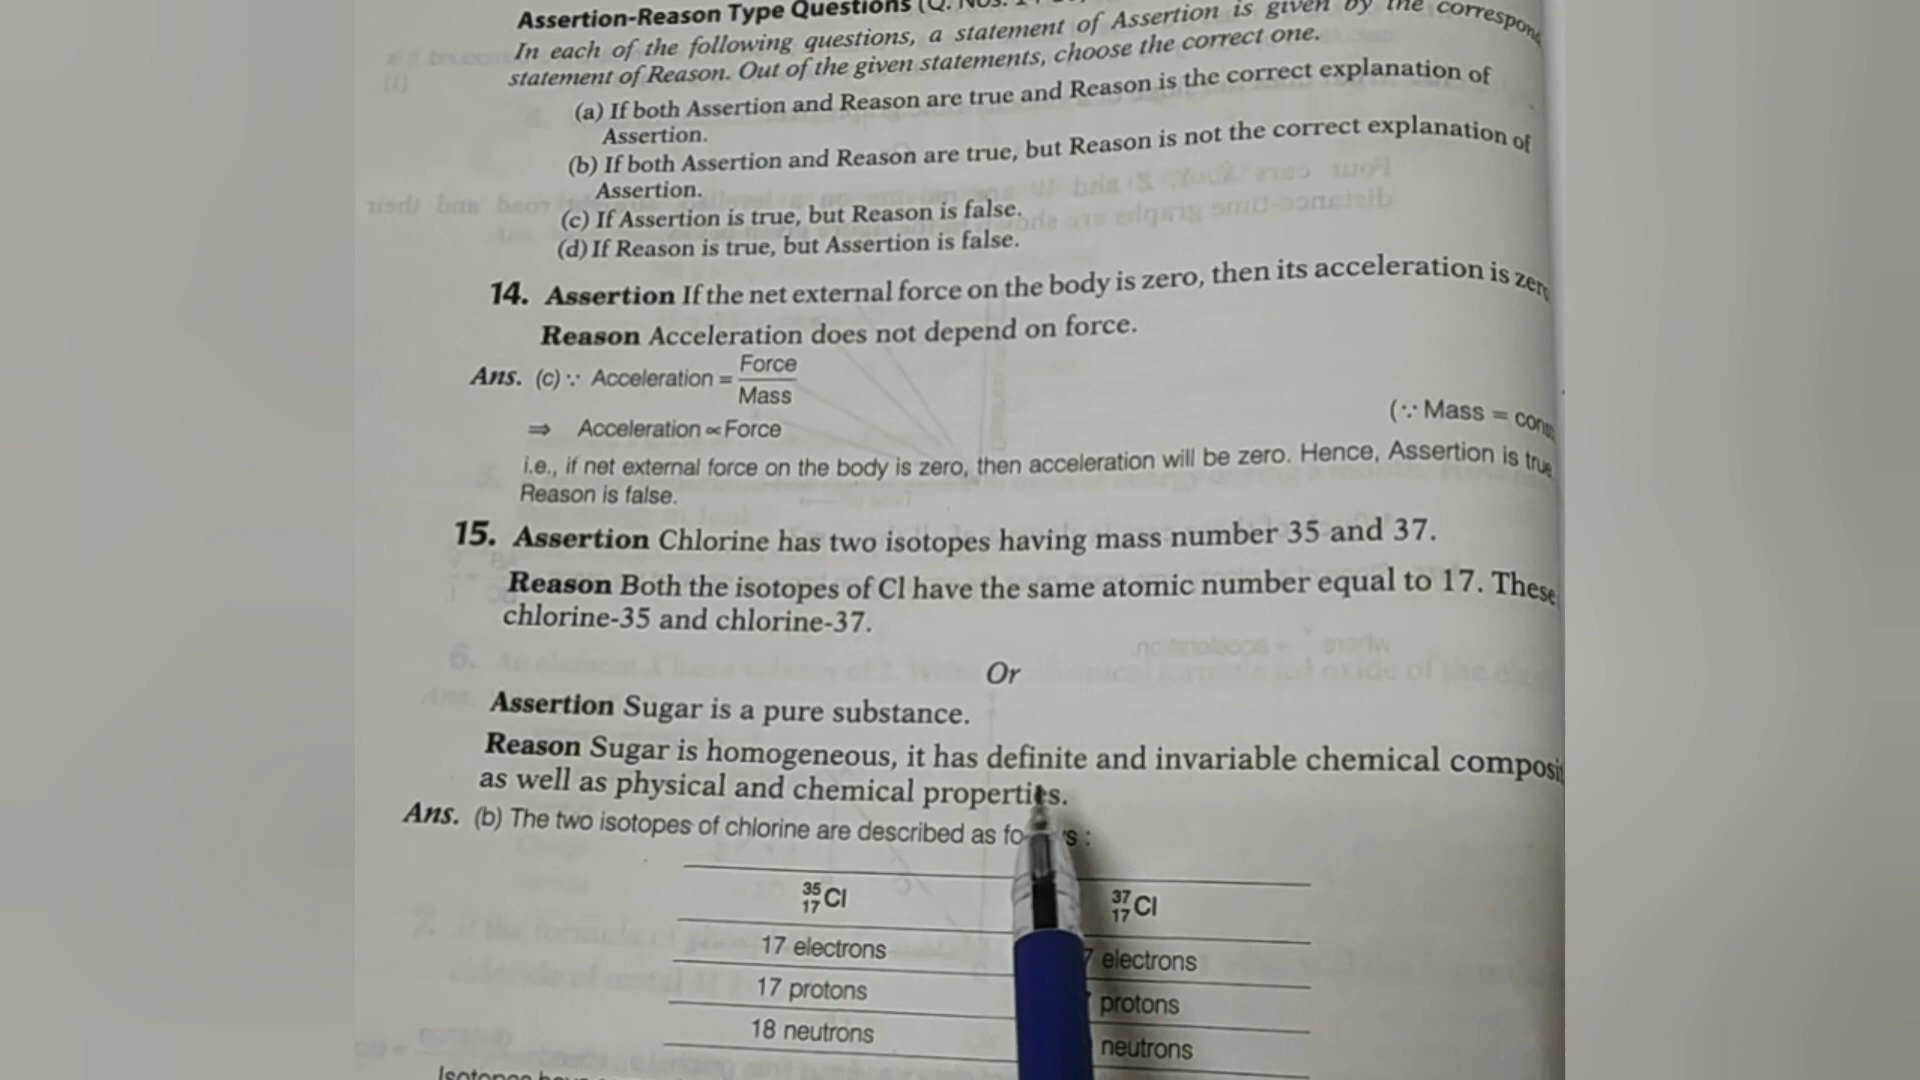 Assertion-Reason Type Questions (Q. Nos.
In each of the following questions, a statement of Assertion is given by the
statement of Reason. Out of the given statements, choose the correct one.
(a) If both Assertion and Reason are true and Reason is the correct explanation of
Assertion.
(b) If both Assertion and Reason are true, but Reason is not the correct explanation of
Assertion.
(c) If Assertion is true, but Reason is false.
(d) If Reason is true, but Assertion is false.
14. Assertion If the net external force on the body is zero, then its acceleration is
Reason Acceleration does not depend on force.
Ans. (c) ∵ Acceleration = Force
Mass
(∵ Mass =
⇒ Acceleration ∝ Force
i.e., if net external force on the body is zero, then acceleration will be zero. Hence, Assertion is true
Reason is false.
15. Assertion Chlorine has two isotopes having mass number 35 and 37.
Reason Both the isotopes of Cl have the same atomic number equal to 17. These
chlorine-35 and chlorine-37.
Or
Assertion Sugar is a pure substance.
Reason Sugar is homogeneous, it has definite and invariable chemical
as well as physical and chemical properties.
Ans. (b) The two isotopes of chlorine are described as
35 17 Cl 37 17 Cl
17 electrons electrons
17 protons protons
18 neutrons neutrons